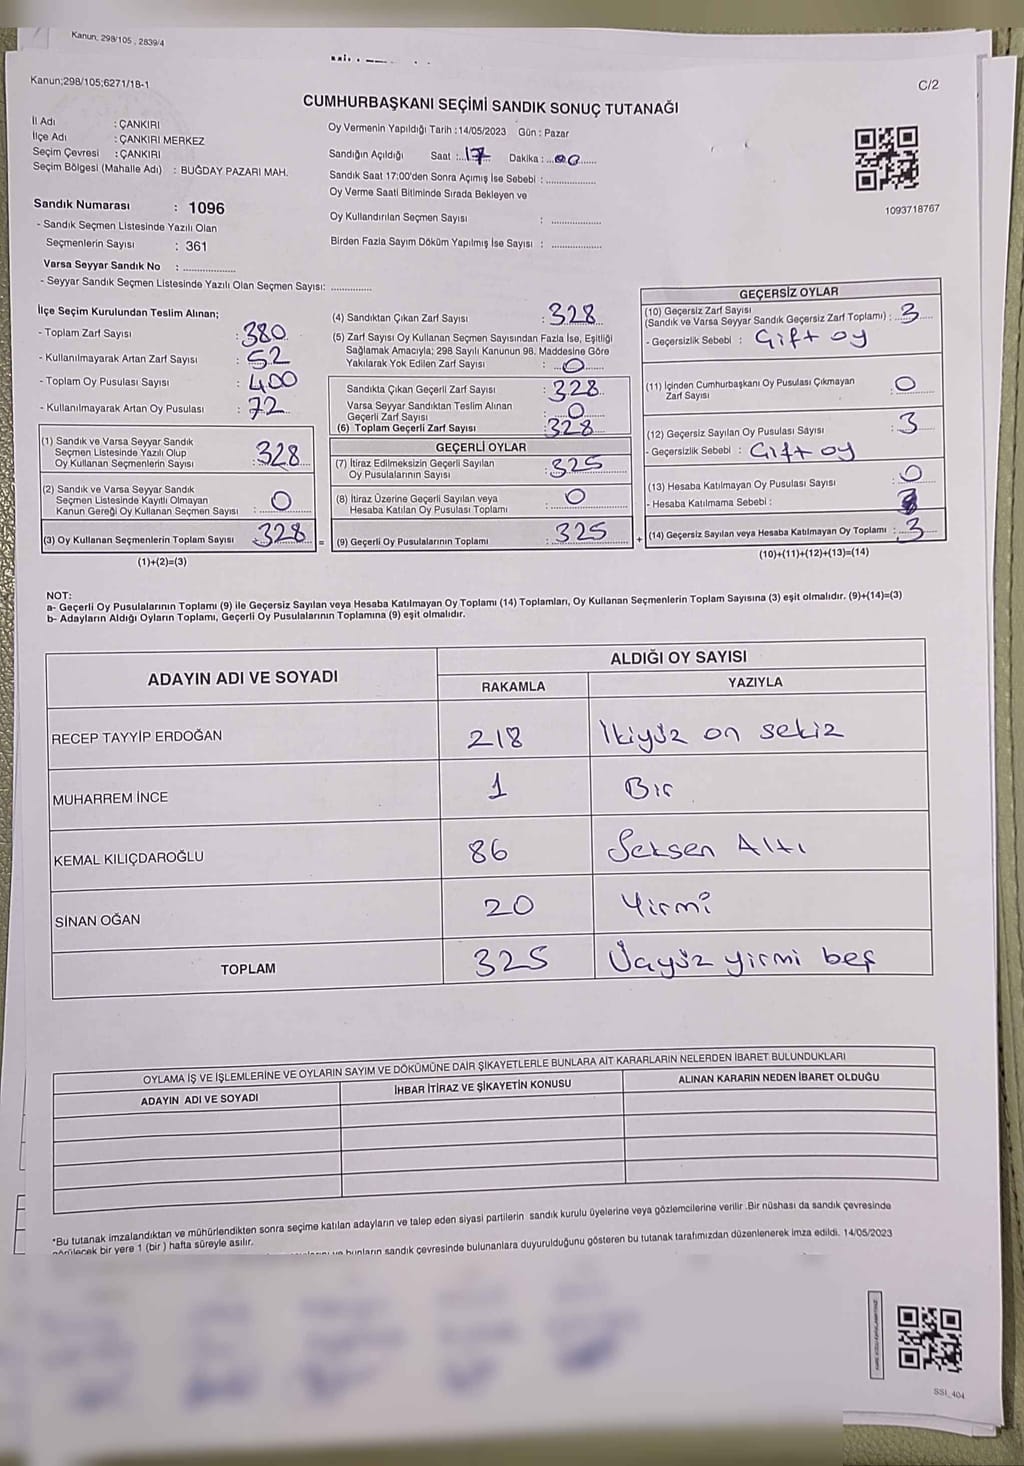 Kanun, 298/105 , 2839/4
Kanun;298/105;6271/18-1
C/2
CUMHURBAŞKANI SEÇİMİ SANDIK SONUÇ TUTANAĞI
İl Adı : ÇANKIRI
İlçe Adı : ÇANKIRI MERKEZ
Seçim Çevresi : ÇANKIRI
Seçim Bölgesi (Mahalle Adı) : BUĞDAY PAZARI MAH.
Oy Vermenin Yapıldığı Tarih :14/05/2023 Gün : Pazar
Sandığın Açıldığı Saat :..17 Dakika :...00......
Sandık Saat 17:00'den Sonra Açımış İse Sebebi : ..................
Oy Verme Saati Bitiminde Sırada Bekleyen ve
Oy Kullandırılan Seçmen Sayısı : ..................
Birden Fazla Sayım Döküm Yapılmış İse Sayısı : ..................
1093718767
Sandık Numarası : 1096
- Sandık Seçmen Listesinde Yazılı Olan
Seçmenlerin Sayısı : 361
Varsa Seyyar Sandık No : ..................
- Seyyar Sandık Seçmen Listesinde Yazılı Olan Seçmen Sayısı: ..............
İlçe Seçim Kurulundan Teslim Alınan;
- Toplam Zarf Sayısı : 380
- Kullanılmayarak Artan Zarf Sayısı : 52
- Toplam Oy Pusulası Sayısı : 400
- Kullanılmayarak Artan Oy Pusulası : 72
(1) Sandık ve Varsa Seyyar Sandık
Seçmen Listesinde Yazılı Olup
Oy Kullanan Seçmenlerin Sayısı : 328
(2) Sandık ve Varsa Seyyar Sandık
Seçmen Listesinde Kayıtlı Olmayan
Kanun Gereği Oy Kullanan Seçmen Sayısı : 0
(3) Oy Kullanan Seçmenlerin Toplam Sayısı : 328 =
(1)+(2)=(3)
(4) Sandıktan Çıkan Zarf Sayısı : 328
(5) Zarf Sayısı Oy Kullanan Seçmen Sayısından Fazla İse, Eşitliği
Sağlamak Amacıyla; 298 Sayılı Kanunun 98. Maddesine Göre
Yakılarak Yok Edilen Zarf Sayısı : 0
Sandıkta Çıkan Geçerli Zarf Sayısı : 328
Varsa Seyyar Sandıktan Teslim Alınan
Geçerli Zarf Sayısı : 0
(6) Toplam Geçerli Zarf Sayısı : 328
GEÇERLİ OYLAR
(7) İtiraz Edilmeksizin Geçerli Sayılan
Oy Pusulalarının Sayısı : 325
(8) İtiraz Üzerine Geçerli Sayılan veya
Hesaba Katılan Oy Pusulası Toplamı : 0
(9) Geçerli Oy Pusulalarının Toplamı : 325 +
GEÇERSİZ OYLAR
(10) Geçersiz Zarf Sayısı
(Sandık ve Varsa Seyyar Sandık Geçersiz Zarf Toplamı) : 3
- Geçersizlik Sebebi : Çift oy
(11) İçinden Cumhurbaşkanı Oy Pusulası Çıkmayan
Zarf Sayısı : 0
(12) Geçersiz Sayılan Oy Pusulası Sayısı : 3
- Geçersizlik Sebebi : Çift oy
(13) Hesaba Katılmayan Oy Pusulası Sayısı : 0
- Hesaba Katılmama Sebebi :
(14) Geçersiz Sayılan veya Hesaba Katılmayan Oy Toplamı : 3
(10)+(11)+(12)+(13)=(14)
NOT:
a- Geçerli Oy Pusulalarının Toplamı (9) ile Geçersiz Sayılan veya Hesaba Katılmayan Oy Toplamı (14) Toplamları, Oy Kullanan Seçmenlerin Toplam Sayısına (3) eşit olmalıdır. (9)+(14)=(3)
b- Adayların Aldığı Oyların Toplamı, Geçerli Oy Pusulalarının Toplamına (9) eşit olmalıdır.
ADAYIN ADI VE SOYADI
ALDIĞI OY SAYISI
RAKAMLA YAZIYLA
RECEP TAYYİP ERDOĞAN 218 İkiyüz on sekiz
MUHARREM İNCE 1 Bir
KEMAL KILIÇDAROĞLU 86 Seksen Altı
SİNAN OĞAN 20 Yirmi
TOPLAM 325 Üçyüz yirmi beş
OYLAMA İŞ VE İŞLEMLERİNE VE OYLARIN SAYIM VE DÖKÜMÜNE DAİR ŞİKAYETLERLE BUNLARA AİT KARARLARIN NELERDEN İBARET BULUNDUKLARI
ADAYIN ADI VE SOYADI İHBAR İTİRAZ VE ŞİKAYETİN KONUSU ALINAN KARARIN NEDEN İBARET OLDUĞU
*Bu tutanak imzalandıktan ve mühürlendikten sonra seçime katılan adayların ve talep eden siyasi partilerin sandık kurulu üyelerine veya gözlemcilerine verilir .Bir nüshası da sandık çevresinde
görülecek bir yere 1 (bir ) hafta süreyle asılır.
ve bunların sandık çevresinde bulunanlara duyurulduğunu gösteren bu tutanak tarafımızdan düzenlenerek imza edildi. 14/05/2023
SSI_404